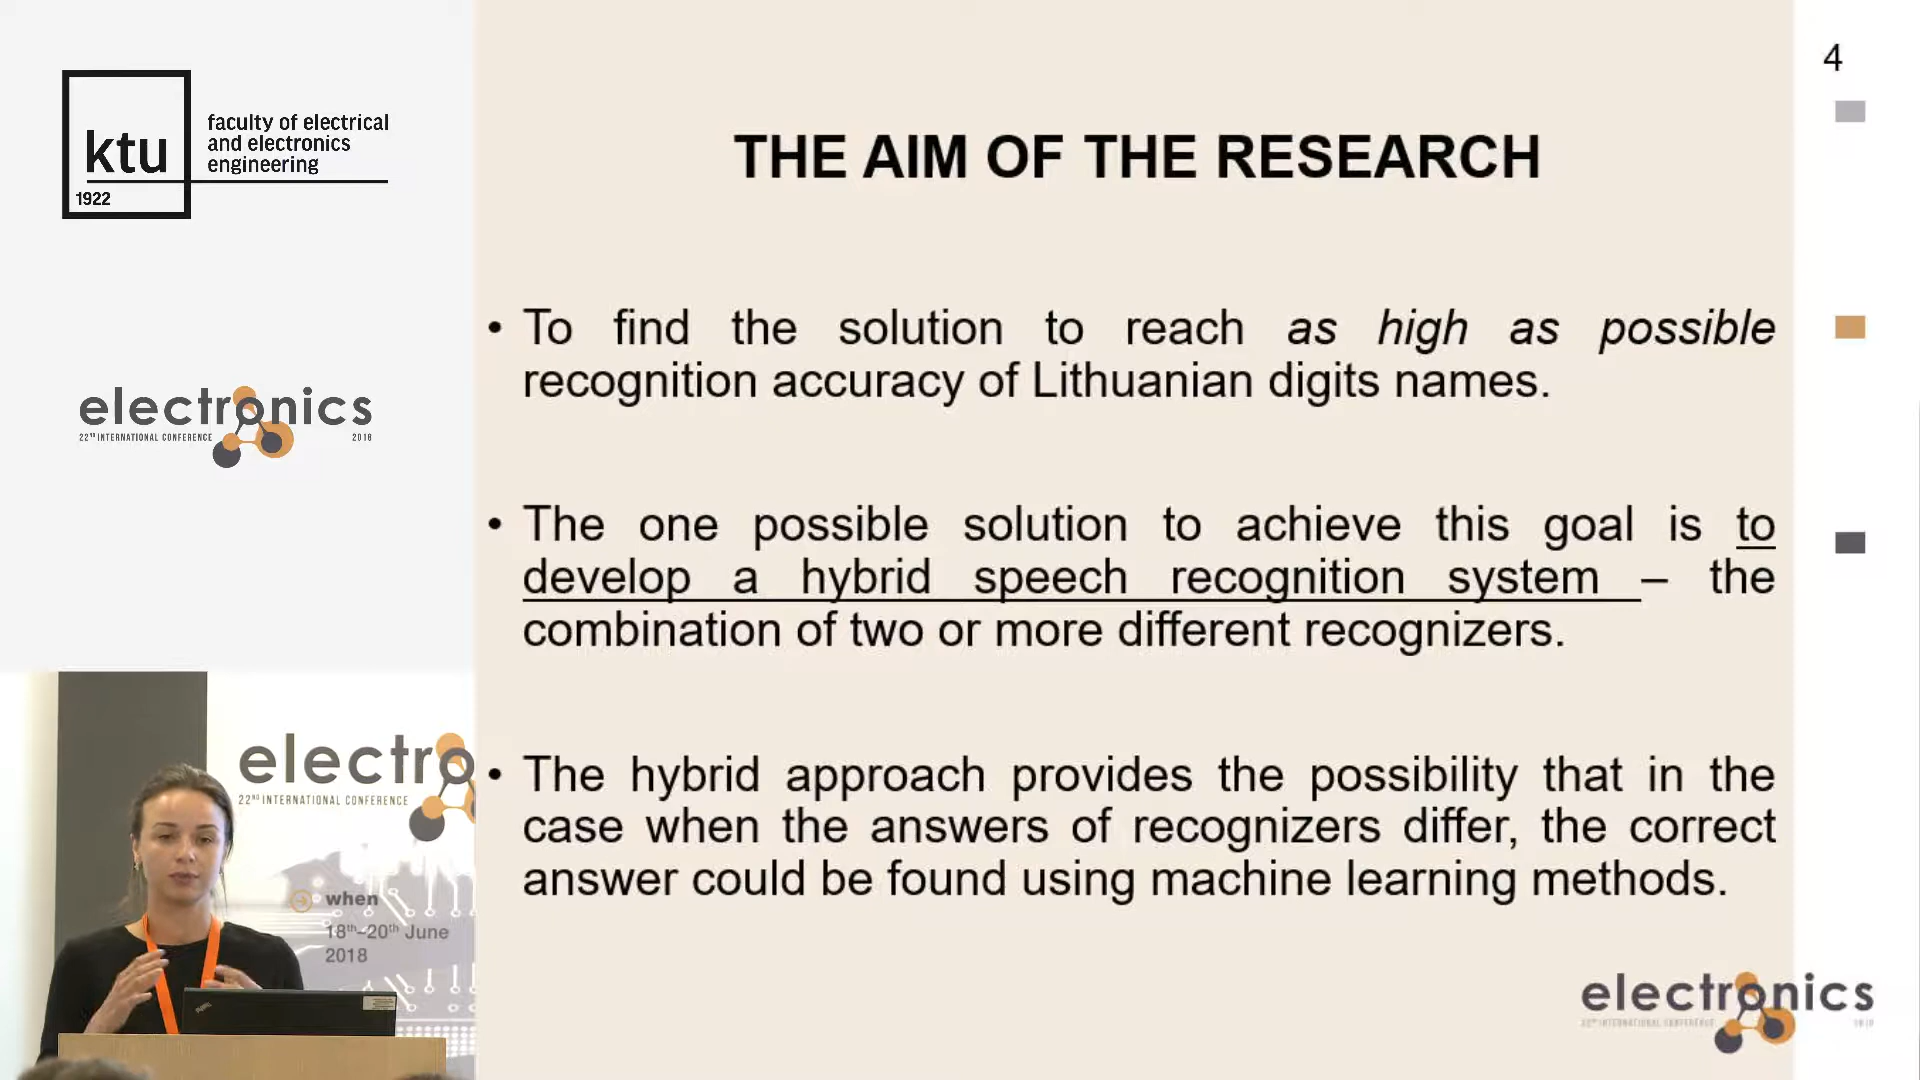 4
ktu
1922
faculty of electrical
and electronics
engineering
THE AIM OF THE RESEARCH
• To find the solution to reach as high as possible
recognition accuracy of Lithuanian digits names.
electronics
22ND INTERNATIONAL CONFERENCE 2018
• The one possible solution to achieve this goal is to
develop a hybrid speech recognition system – the
combination of two or more different recognizers.
• The hybrid approach provides the possibility that in the
case when the answers of recognizers differ, the correct
answer could be found using machine learning methods.
electro
22ND INTERNATIONAL CONFERENCE
when
18th–20th June
2018
electronics
22ND INTERNATIONAL CONFERENCE 2018